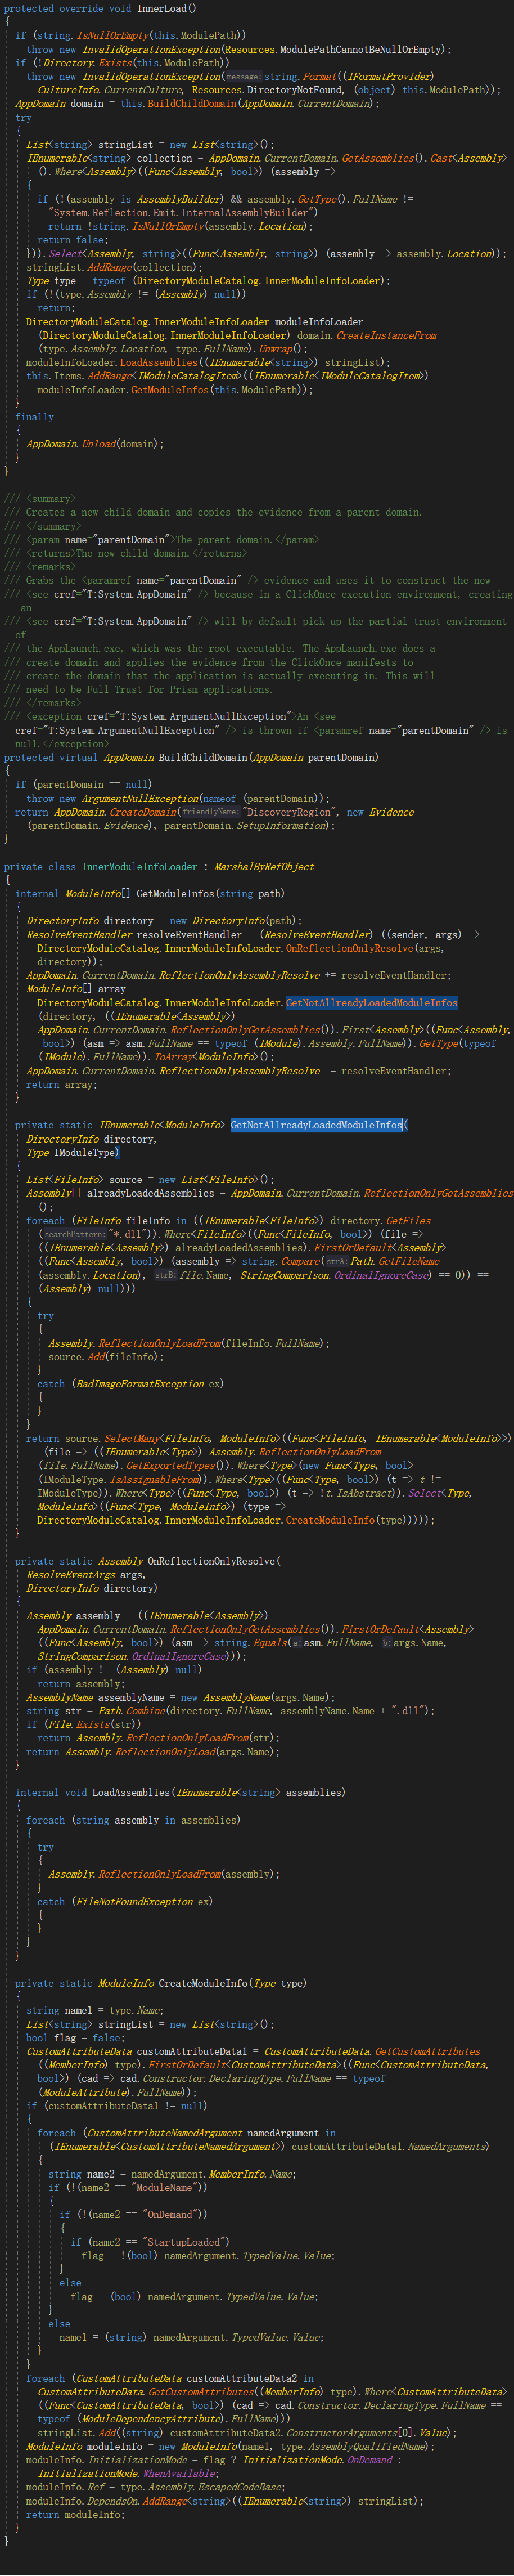 protected override void InnerLoad()
{
if (string.IsNullOrEmpty(this.ModulePath))
throw new InvalidOperationException(Resources.ModulePathCannotBeNullOrEmpty);
if (!Directory.Exists(this.ModulePath))
throw new InvalidOperationException(message: string.Format((IFormatProvider)
CultureInfo.CurrentCulture, Resources.DirectoryNotFound, (object) this.ModulePath));
AppDomain domain = this.BuildChildDomain(AppDomain.CurrentDomain);
try
{
List<string> stringList = new List<string>();
IEnumerable<string> collection = AppDomain.CurrentDomain.GetAssemblies().Cast<Assembly>
().Where<Assembly>((Func<Assembly, bool>) (assembly =>
{
if (!(assembly is AssemblyBuilder) && assembly.GetType().FullName !=
"System.Reflection.Emit.InternalAssemblyBuilder")
return !string.IsNullOrEmpty(assembly.Location);
return false;
})).Select<Assembly, string>((Func<Assembly, string>) (assembly => assembly.Location));
stringList.AddRange(collection);
Type type = typeof (DirectoryModuleCatalog.InnerModuleInfoLoader);
if (!(type.Assembly != (Assembly) null))
return;
DirectoryModuleCatalog.InnerModuleInfoLoader moduleInfoLoader =
(DirectoryModuleCatalog.InnerModuleInfoLoader) domain.CreateInstanceFrom
(type.Assembly.Location, type.FullName).Unwrap();
moduleInfoLoader.LoadAssemblies((IEnumerable<string>) stringList);
this.Items.AddRange<IModuleCatalogItem>((IEnumerable<IModuleCatalogItem>)
moduleInfoLoader.GetModuleInfos(this.ModulePath));
}
finally
{
AppDomain.Unload(domain);
}
}
/// <summary>
/// Creates a new child domain and copies the evidence from a parent domain.
/// </summary>
/// <param name="parentDomain">The parent domain.</param>
/// <returns>The new child domain.</returns>
/// <remarks>
/// Grabs the <paramref name="parentDomain" /> evidence and uses it to construct the new
/// <see cref="T:System.AppDomain" /> because in a ClickOnce execution environment, creating
an
/// <see cref="T:System.AppDomain" /> will by default pick up the partial trust environment
of
/// the AppLaunch.exe, which was the root executable. The AppLaunch.exe does a
/// create domain and applies the evidence from the ClickOnce manifests to
/// create the domain that the application is actually executing in. This will
/// need to be Full Trust for Prism applications.
/// </remarks>
/// <exception cref="T:System.ArgumentNullException">An <see
cref="T:System.ArgumentNullException" /> is thrown if <paramref name="parentDomain" /> is
null.</exception>
protected virtual AppDomain BuildChildDomain(AppDomain parentDomain)
{
if (parentDomain == null)
throw new ArgumentNullException(nameof (parentDomain));
return AppDomain.CreateDomain(friendlyName: "DiscoveryRegion", new Evidence
(parentDomain.Evidence), parentDomain.SetupInformation);
}
private class InnerModuleInfoLoader : MarshalByRefObject
{
internal ModuleInfo[] GetModuleInfos(string path)
{
DirectoryInfo directory = new DirectoryInfo(path);
ResolveEventHandler resolveEventHandler = (ResolveEventHandler) ((sender, args) =>
DirectoryModuleCatalog.InnerModuleInfoLoader.OnReflectionOnlyResolve(args,
directory));
AppDomain.CurrentDomain.ReflectionOnlyAssemblyResolve += resolveEventHandler;
ModuleInfo[] array =
DirectoryModuleCatalog.InnerModuleInfoLoader.GetNotAllreadyLoadedModuleInfos
(directory, ((IEnumerable<Assembly>)
AppDomain.CurrentDomain.ReflectionOnlyGetAssemblies()).First<Assembly>((Func<Assembly,
bool>) (asm => asm.FullName == typeof (IModule).Assembly.FullName)).GetType(typeof
(IModule).FullName)).ToArray<ModuleInfo>();
AppDomain.CurrentDomain.ReflectionOnlyAssemblyResolve -= resolveEventHandler;
return array;
}
private static IEnumerable<ModuleInfo> GetNotAllreadyLoadedModuleInfos(
DirectoryInfo directory,
Type IModuleType)
{
List<FileInfo> source = new List<FileInfo>();
Assembly[] alreadyLoadedAssemblies = AppDomain.CurrentDomain.ReflectionOnlyGetAssemblies
();
foreach (FileInfo fileInfo in ((IEnumerable<FileInfo>) directory.GetFiles
(searchPattern: "*.dll")).Where<FileInfo>((Func<FileInfo, bool>) (file =>
((IEnumerable<Assembly>) alreadyLoadedAssemblies).FirstOrDefault<Assembly>
((Func<Assembly, bool>) (assembly => string.Compare(strA: Path.GetFileName
(assembly.Location), strB: file.Name, StringComparison.OrdinalIgnoreCase) == 0)) ==
(Assembly) null)))
{
try
{
Assembly.ReflectionOnlyLoadFrom(fileInfo.FullName);
source.Add(fileInfo);
}
catch (BadImageFormatException ex)
{
}
}
return source.SelectMany<FileInfo, ModuleInfo>((Func<FileInfo, IEnumerable<ModuleInfo>>)
(file => ((IEnumerable<Type>) Assembly.ReflectionOnlyLoadFrom
(file.FullName).GetExportedTypes()).Where<Type>(new Func<Type, bool>
(IModuleType.IsAssignableFrom)).Where<Type>((Func<Type, bool>) (t => t !=
IModuleType)).Where<Type>((Func<Type, bool>) (t => !t.IsAbstract)).Select<Type,
ModuleInfo>((Func<Type, ModuleInfo>) (type =>
DirectoryModuleCatalog.InnerModuleInfoLoader.CreateModuleInfo(type)))));
}
private static Assembly OnReflectionOnlyResolve(
ResolveEventArgs args,
DirectoryInfo directory)
{
Assembly assembly = ((IEnumerable<Assembly>)
AppDomain.CurrentDomain.ReflectionOnlyGetAssemblies()).FirstOrDefault<Assembly>
((Func<Assembly, bool>) (asm => string.Equals(a: asm.FullName, b: args.Name,
StringComparison.OrdinalIgnoreCase)));
if (assembly != (Assembly) null)
return assembly;
AssemblyName assemblyName = new AssemblyName(args.Name);
string str = Path.Combine(directory.FullName, assemblyName.Name + ".dll");
if (File.Exists(str))
return Assembly.ReflectionOnlyLoadFrom(str);
return Assembly.ReflectionOnlyLoad(args.Name);
}
internal void LoadAssemblies(IEnumerable<string> assemblies)
{
foreach (string assembly in assemblies)
{
try
{
Assembly.ReflectionOnlyLoadFrom(assembly);
}
catch (FileNotFoundException ex)
{
}
}
}
private static ModuleInfo CreateModuleInfo(Type type)
{
string name1 = type.Name;
List<string> stringList = new List<string>();
bool flag = false;
CustomAttributeData customAttributeData1 = CustomAttributeData.GetCustomAttributes
((MemberInfo) type).FirstOrDefault<CustomAttributeData>((Func<CustomAttributeData,
bool>) (cad => cad.Constructor.DeclaringType.FullName == typeof
(ModuleAttribute).FullName));
if (customAttributeData1 != null)
{
foreach (CustomAttributeNamedArgument namedArgument in
(IEnumerable<CustomAttributeNamedArgument>) customAttributeData1.NamedArguments)
{
string name2 = namedArgument.MemberInfo.Name;
if (!(name2 == "ModuleName"))
{
if (!(name2 == "OnDemand"))
{
if (name2 == "StartupLoaded")
flag = !(bool) namedArgument.TypedValue.Value;
}
else
flag = (bool) namedArgument.TypedValue.Value;
}
else
name1 = (string) namedArgument.TypedValue.Value;
}
}
foreach (CustomAttributeData customAttributeData2 in
CustomAttributeData.GetCustomAttributes((MemberInfo) type).Where<CustomAttributeData>
((Func<CustomAttributeData, bool>) (cad => cad.Constructor.DeclaringType.FullName ==
typeof (ModuleDependencyAttribute).FullName)))
stringList.Add((string) customAttributeData2.ConstructorArguments[0].Value);
ModuleInfo moduleInfo = new ModuleInfo(name1, type.AssemblyQualifiedName);
moduleInfo.InitializationMode = flag ? InitializationMode.OnDemand :
InitializationMode.WhenAvailable;
moduleInfo.Ref = type.Assembly.EscapedCodeBase;
moduleInfo.DependsOn.AddRange<string>((IEnumerable<string>) stringList);
return moduleInfo;
}
}